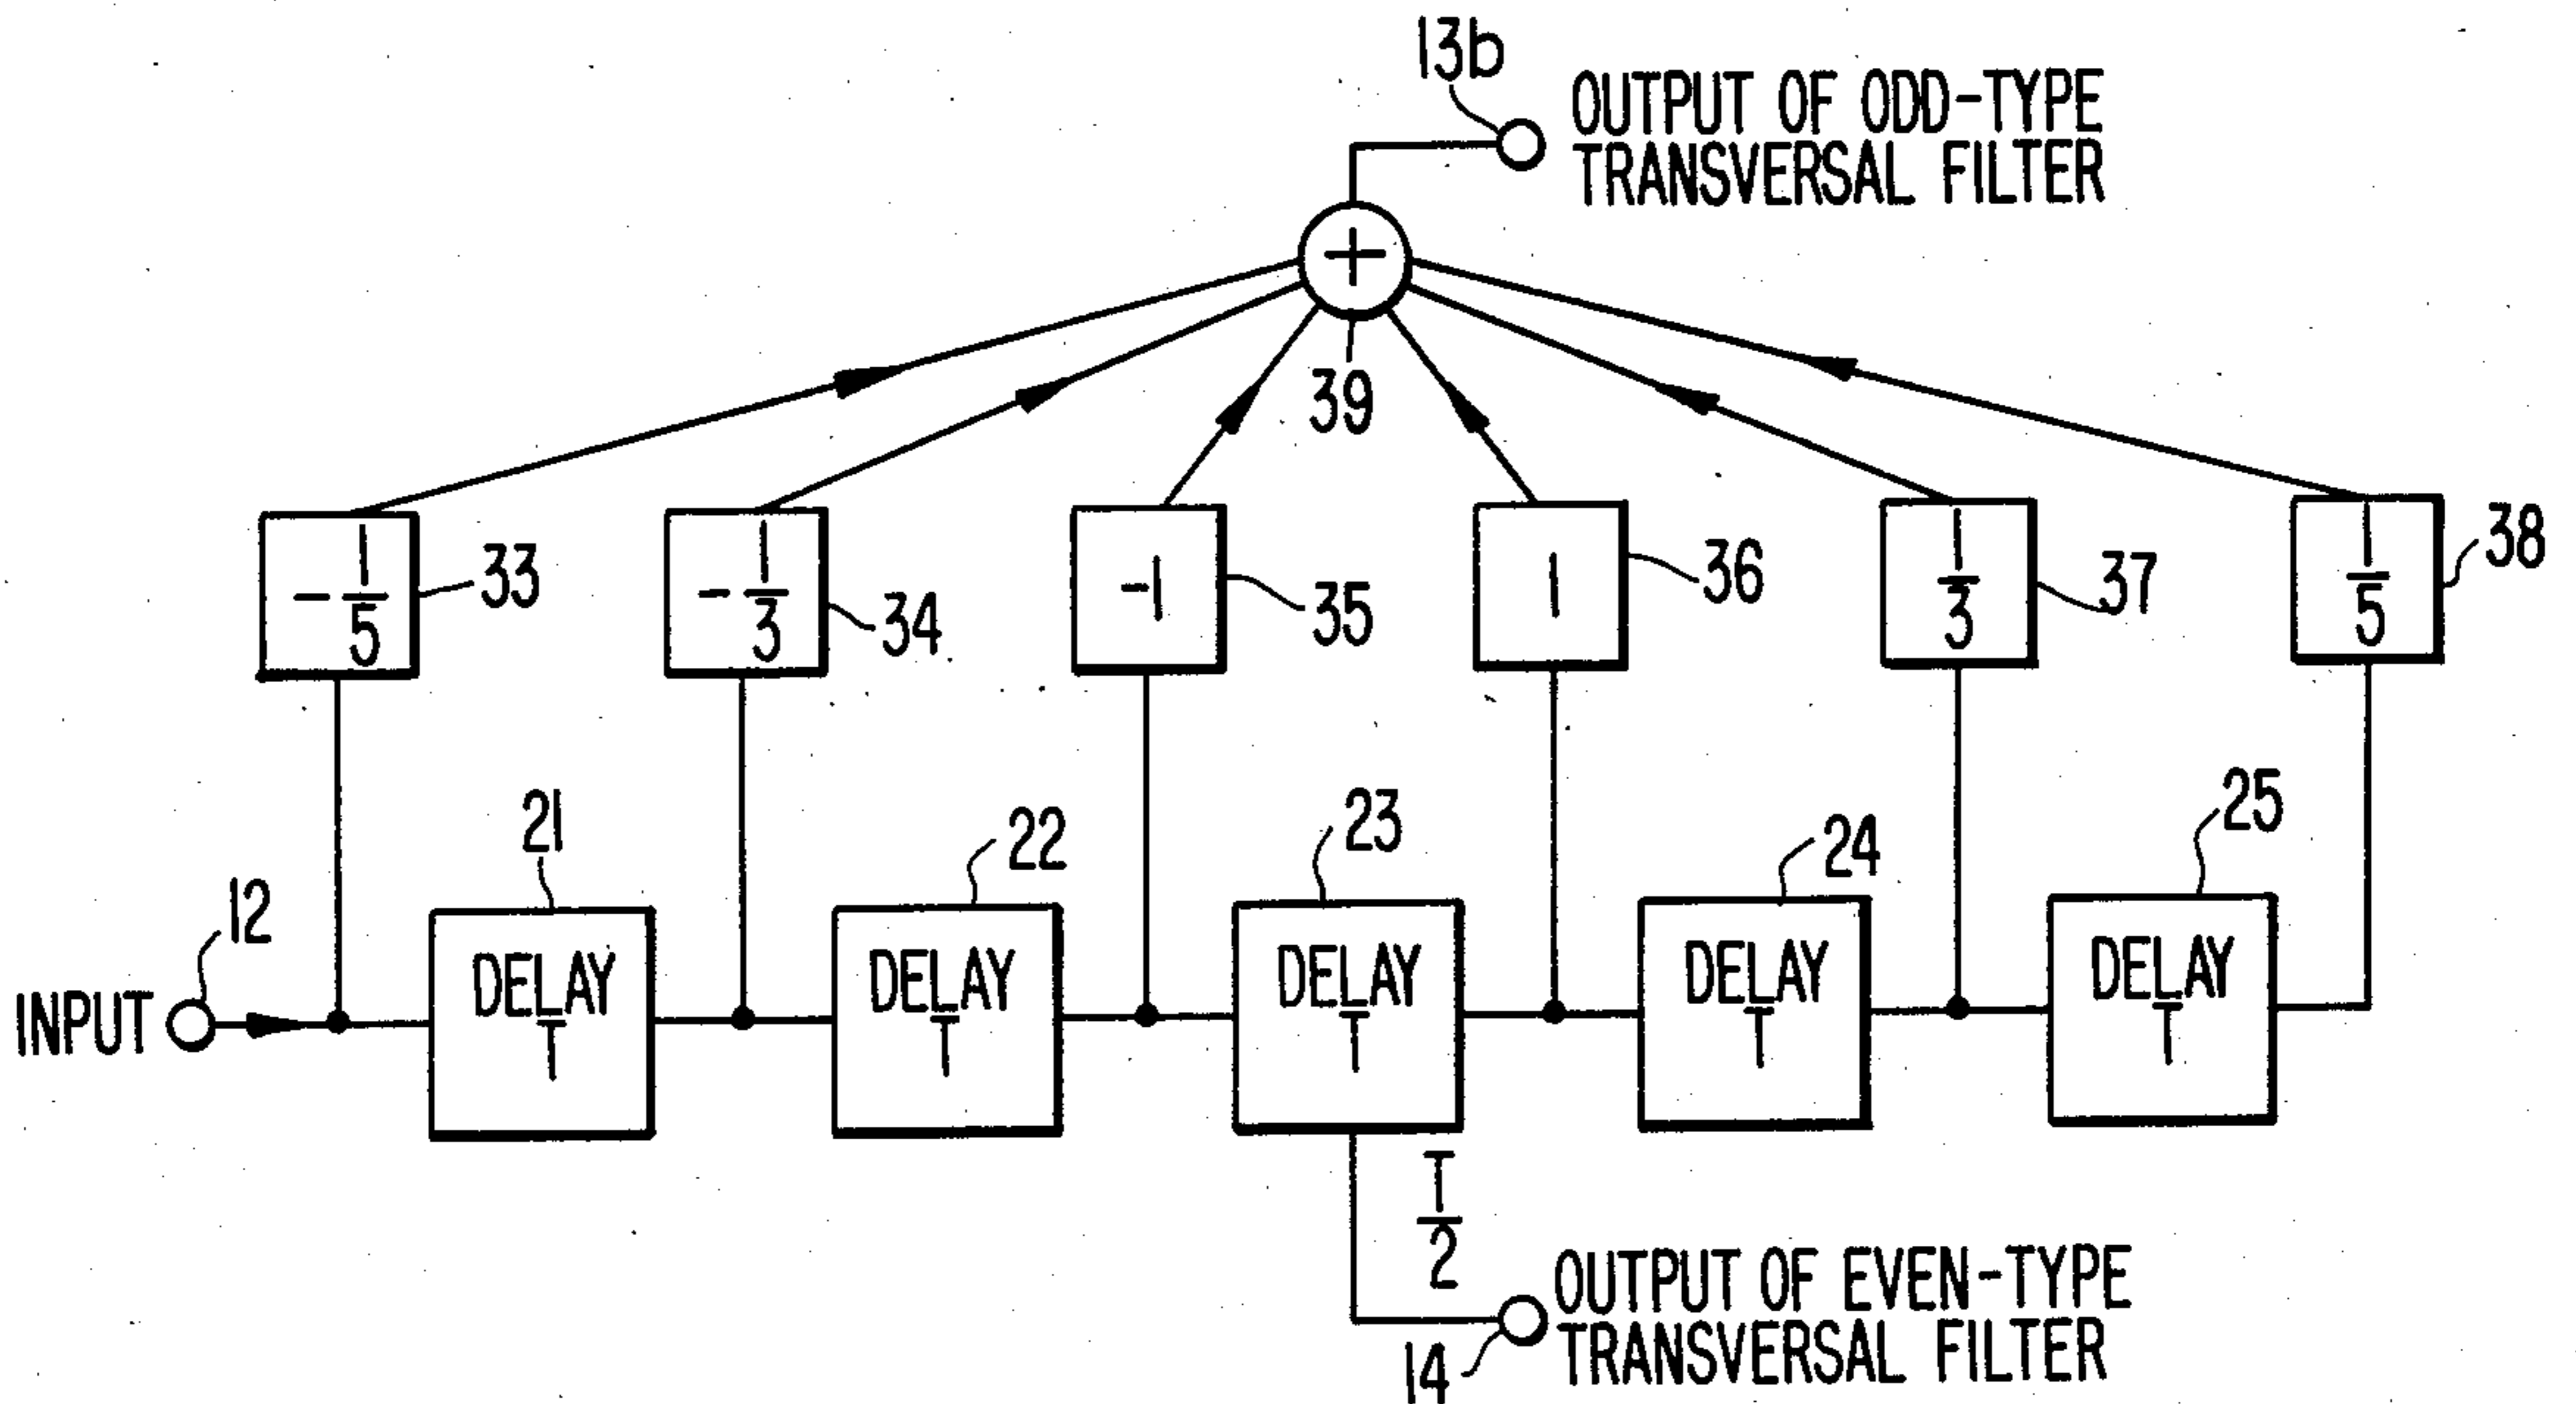 13b
OUTPUT OF ODD-TYPE
TRANSVERSAL FILTER
+
39
-1/5
33
-1/3
34
-1
35
1
36
1/3
37
1/5
38
INPUT
12
21
DELAY
T
22
DELAY
T
23
DELAY
T
24
DELAY
T
25
DELAY
T
T/2
14
OUTPUT OF EVEN-TYPE
TRANSVERSAL FILTER